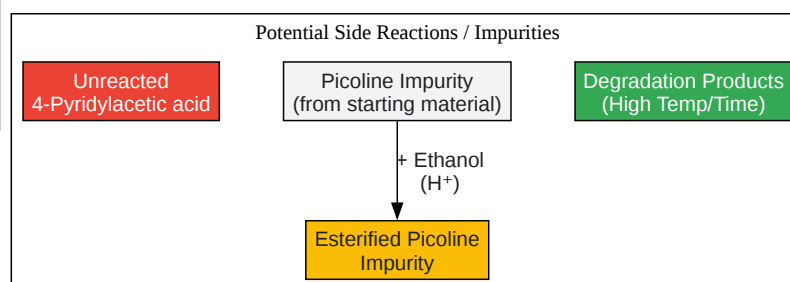 Potential Side Reactions / Impurities
Unreacted
4-Pyridylacetic acid
Picoline Impurity
(from starting material)
Degradation Products
(High Temp/Time)
+ Ethanol
(H⁺)
Esterified Picoline
Impurity